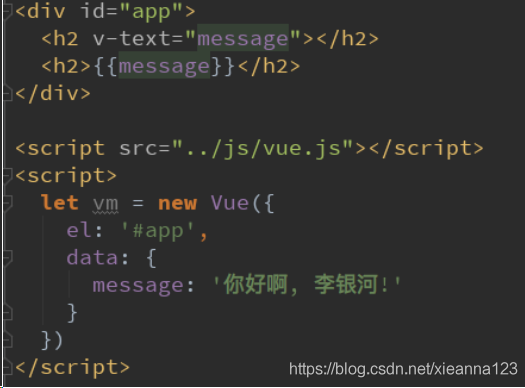 <div id="app">
<h2 v-text="message"></h2>
<h2>{{message}}</h2>
</div>
<script src="../js/vue.js"></script>
<script>
let vm = new Vue({
el: '#app',
data: {
message: '你好啊, 李银河!'
}
})
</script>
https://blog.csdn.net/xieanna123